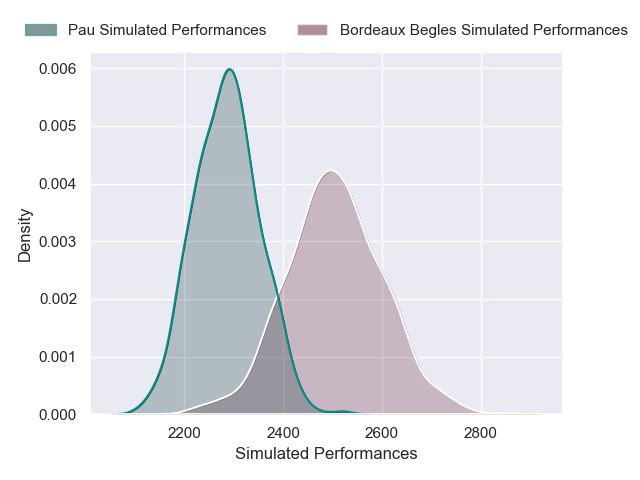 Pau Simulated Performances
Bordeaux Begles Simulated Performances
0.006
0.005
0.004
0.003
0.002
0.001
0.000
Density
2200
2400
2600
2800
Simulated Performances